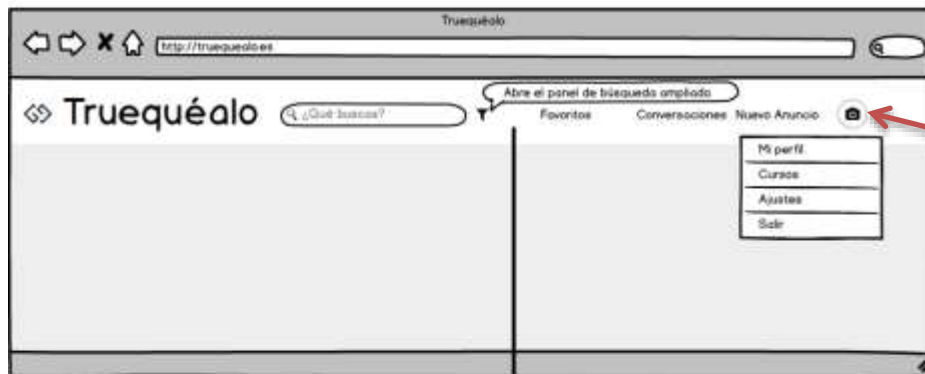 Truequéalo
http://truequealo.es
Abre el panel de búsqueda ampliado
Truequéalo
¿Qué buscas?
Favoritos
Conversaciones
Nuevo Anuncio
Mi perfil
Cursos
Ajustes
Salir